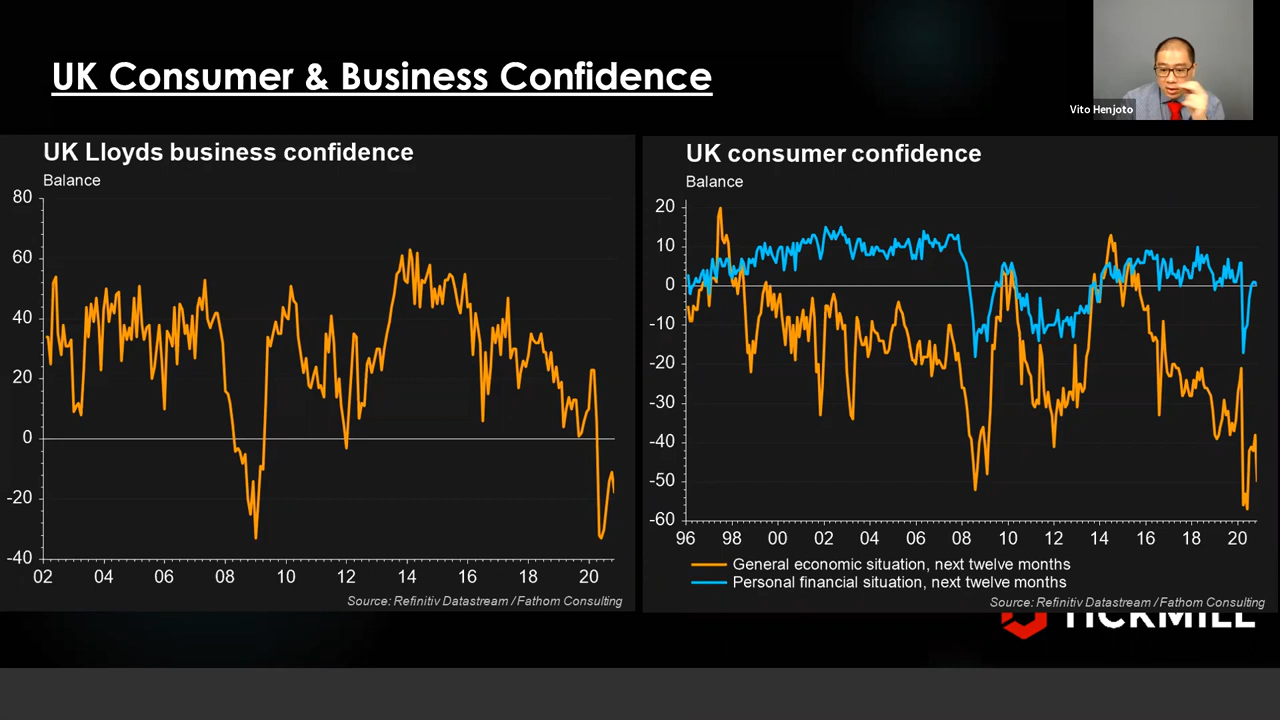 UK Consumer & Business Confidence
Vito Henjoto
UK Lloyds business confidence
Balance
80
60
40
20
0
-20
-40
02 04 06 08 10 12 14 16 18 20
Source: Refinitiv Datastream / Fathom Consulting
UK consumer confidence
Balance
20
10
0
-10
-20
-30
-40
-50
-60
96 98 00 02 04 06 08 10 12 14 16 18 20
General economic situation, next twelve months
Personal financial situation, next twelve months
Source: Refinitiv Datastream / Fathom Consulting
TICKMILL